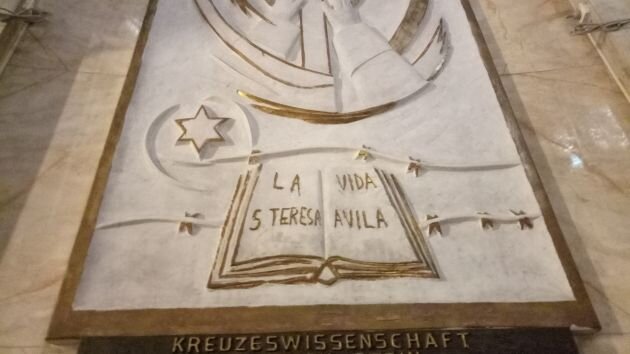 LA VIDA
S TERESA AVILA
KREUZESWISSENSCHAFT